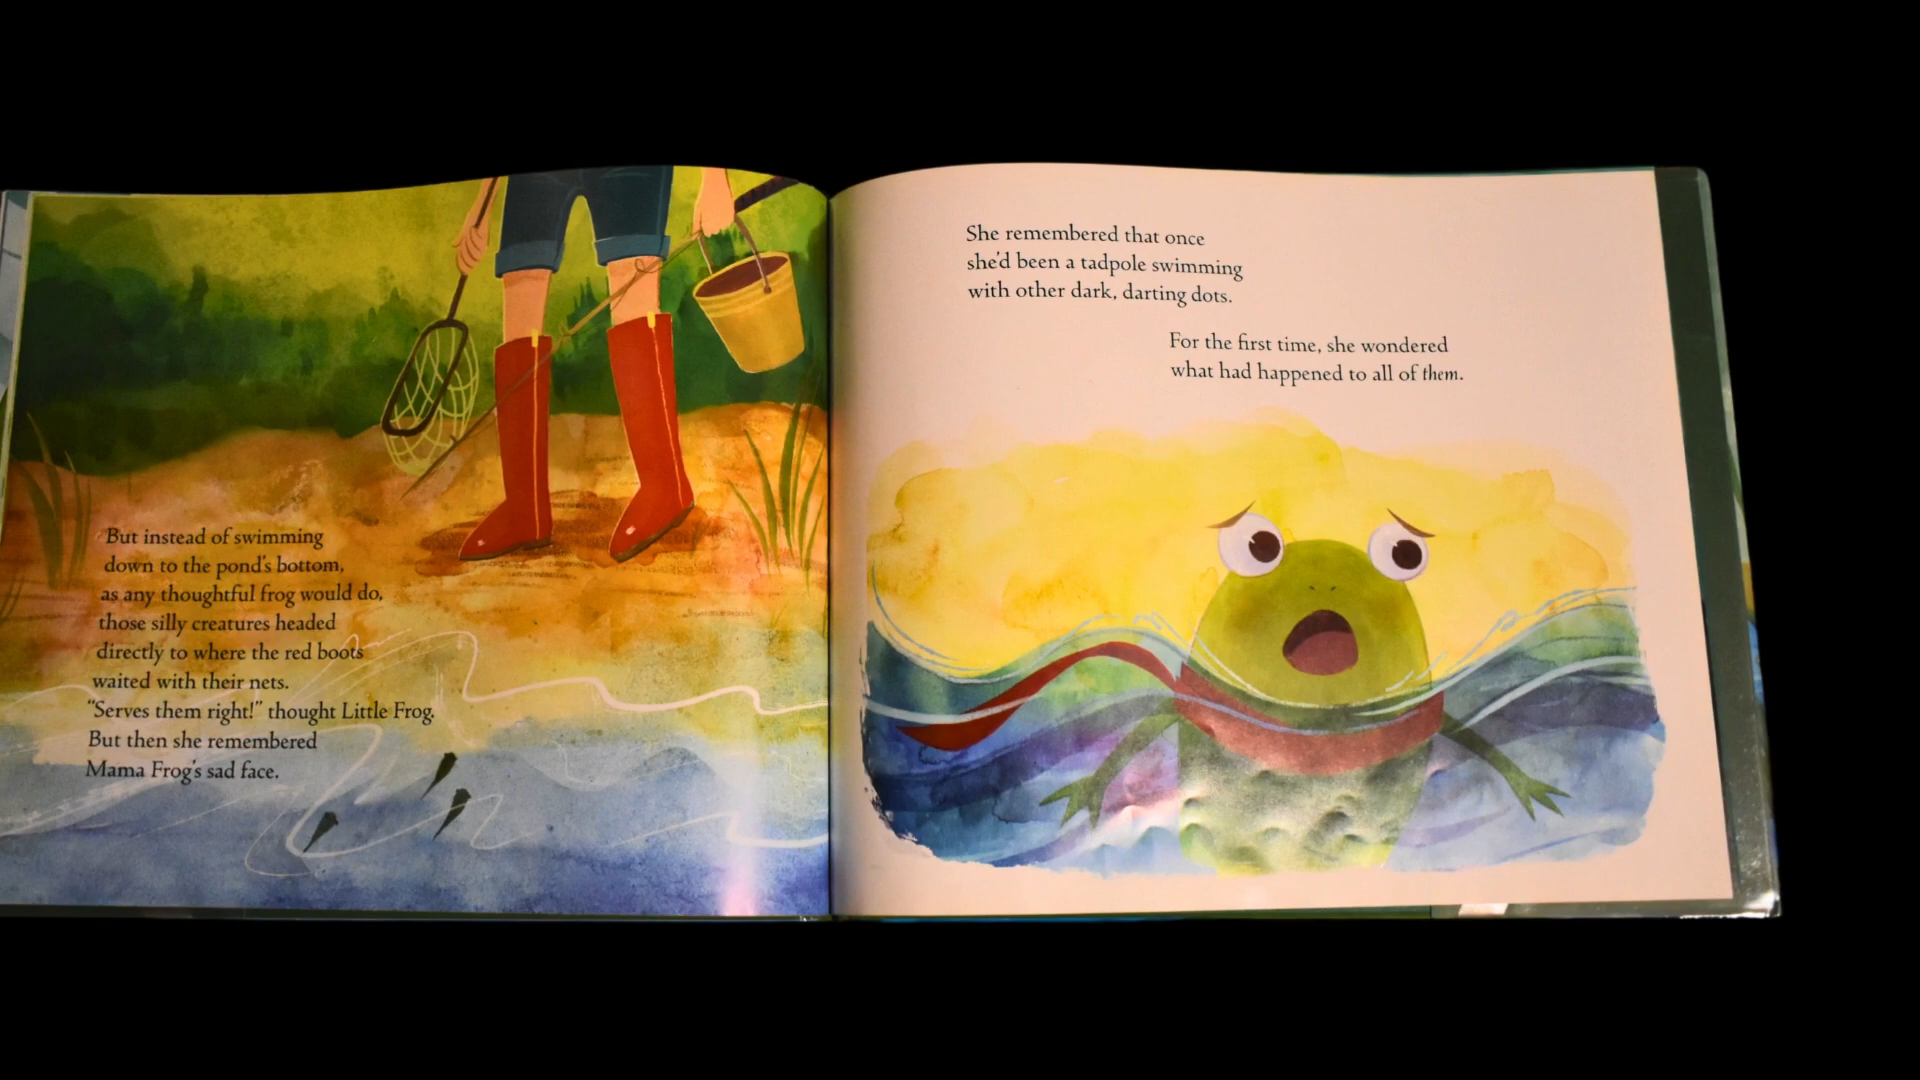 But instead of swimming
down to the pond's bottom,
as any thoughtful frog would do,
those silly creatures headed
directly to where the red boots
waited with their nets.
"Serves them right!" thought Little Frog.
But then she remembered
Mama Frog's sad face.
She remembered that once
she'd been a tadpole swimming
with other dark, darting dots.
For the first time, she wondered
what had happened to all of them.